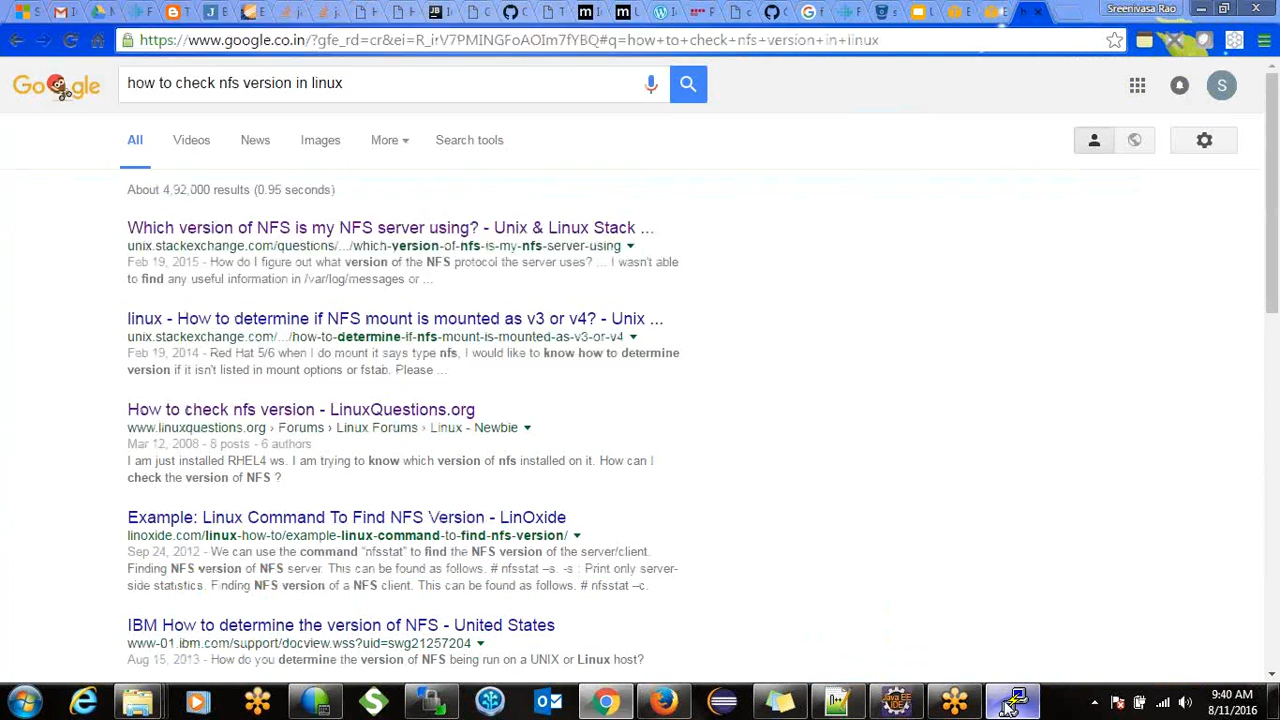 Sreenivasa Rao
https://www.google.co.in/?gfe_rd=cr&ei=R_irV7PMINGFoAOIm7fYBQ#q=how+to+check+nfs+version+in+linux
Google
how to check nfs version in linux
S
All Videos News Images More Search tools
About 4,92,000 results (0.95 seconds)
Which version of NFS is my NFS server using? - Unix & Linux Stack ...
unix.stackexchange.com/questions/.../which-version-of-nfs-is-my-nfs-server-using
Feb 19, 2015 - How do I figure out what version of the NFS protocol the server uses? ... I wasn't able
to find any useful information in /var/log/messages or ...
linux - How to determine if NFS mount is mounted as v3 or v4? - Unix ...
unix.stackexchange.com/.../how-to-determine-if-nfs-mount-is-mounted-as-v3-or-v4
Feb 19, 2014 - Red Hat 5/6 when I do mount it says type nfs, I would like to know how to determine
version if it isn't listed in mount options or fstab. Please ...
How to check nfs version - LinuxQuestions.org
www.linuxquestions.org › Forums › Linux Forums › Linux - Newbie
Mar 12, 2008 - 8 posts - 6 authors
I am just installed RHEL4 ws. I am trying to know which version of nfs installed on it. How can I
check the version of NFS ?
Example: Linux Command To Find NFS Version - LinOxide
linoxide.com/linux-how-to/example-linux-command-to-find-nfs-version/
Sep 24, 2012 - We can use the command “nfsstat” to find the NFS version of the server/client.
Finding NFS version of NFS server. This can be found as follows. # nfsstat –s. -s : Print only server-
side statistics. Finding NFS version of a NFS client. This can be found as follows. # nfsstat –c.
IBM How to determine the version of NFS - United States
www-01.ibm.com/support/docview.wss?uid=swg21257204
Aug 15, 2013 - How do you determine the version of NFS being run on a UNIX or Linux host?
Java EE
IDE
9:40 AM
8/11/2016